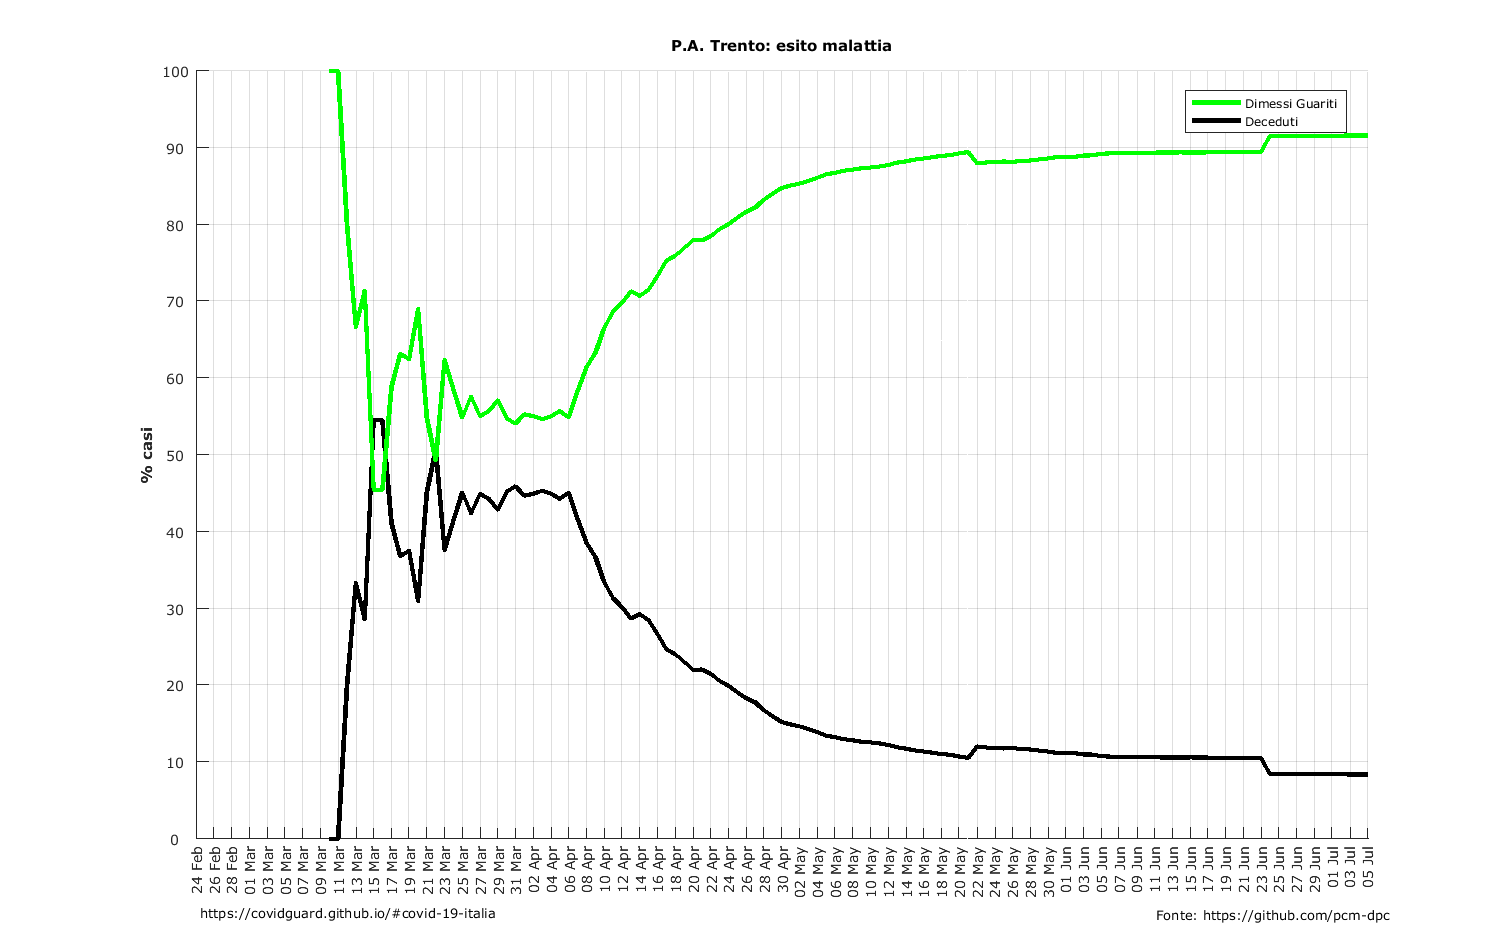 P.A. Trento: esito malattia
Dimessi Guariti
Deceduti
% casi
100
90
80
70
60
50
40
30
20
10
0
24 Feb
26 Feb
28 Feb
01 Mar
03 Mar
05 Mar
07 Mar
09 Mar
11 Mar
13 Mar
15 Mar
17 Mar
19 Mar
21 Mar
23 Mar
25 Mar
27 Mar
29 Mar
31 Mar
02 Apr
04 Apr
06 Apr
08 Apr
10 Apr
12 Apr
14 Apr
16 Apr
18 Apr
20 Apr
22 Apr
24 Apr
26 Apr
28 Apr
30 Apr
02 May
04 May
06 May
08 May
10 May
12 May
14 May
16 May
18 May
20 May
22 May
24 May
26 May
28 May
30 May
01 Jun
03 Jun
05 Jun
07 Jun
09 Jun
11 Jun
13 Jun
15 Jun
17 Jun
19 Jun
21 Jun
23 Jun
25 Jun
27 Jun
29 Jun
01 Jul
03 Jul
05 Jul
https://covidguard.github.io/#covid-19-italia
Fonte: https://github.com/pcm-dpc